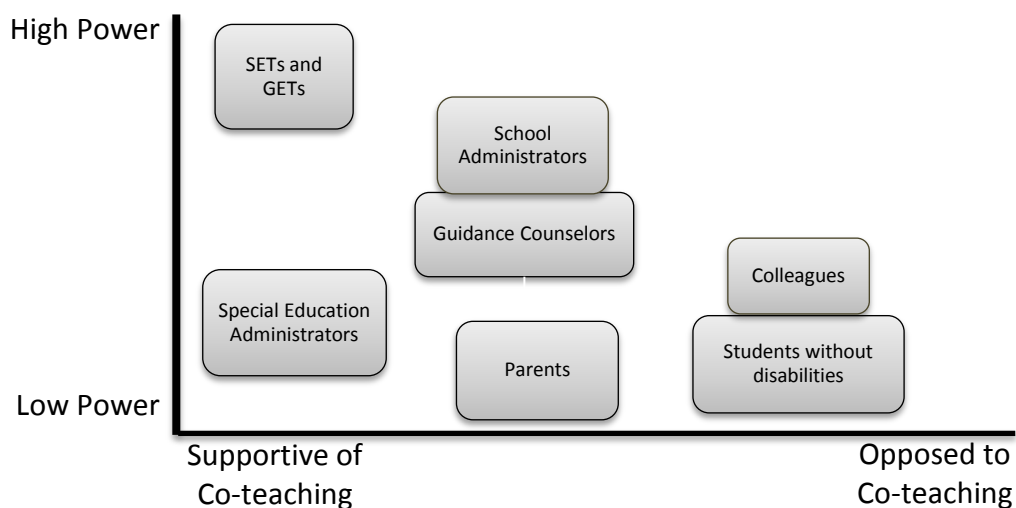 High Power
SETs and
GETs
School
Administrators
Guidance Counselors
Colleagues
Special Education
Administrators
Students without
disabilities
Parents
Low Power
Supportive of
Co-teaching
Opposed to
Co-teaching